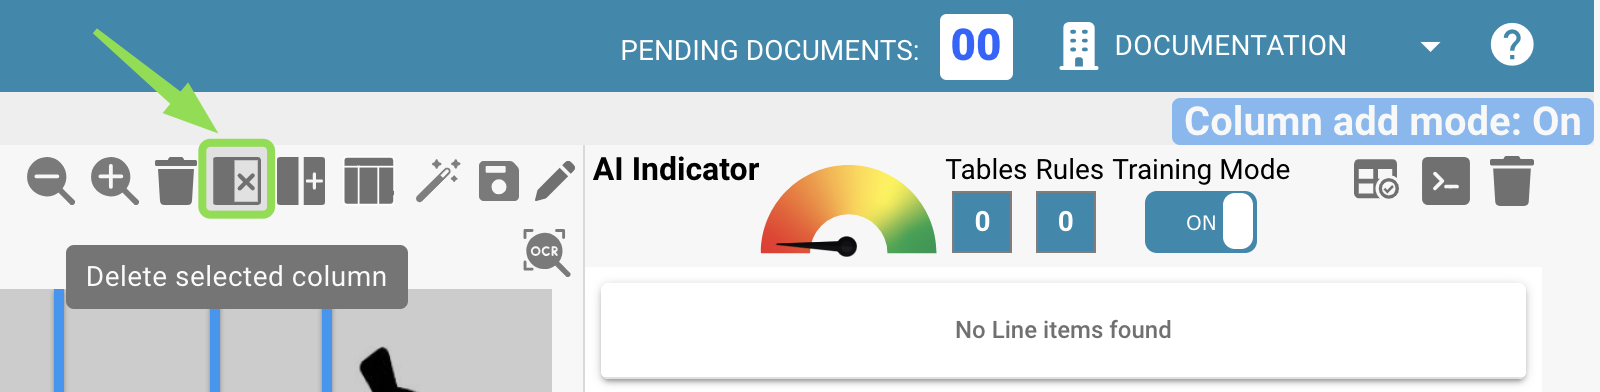 PENDING DOCUMENTS: 00 DOCUMENTATION
Column add mode: On
AI Indicator
Tables Rules Training Mode
0 0 ON
OCR
Delete selected column
No Line items found